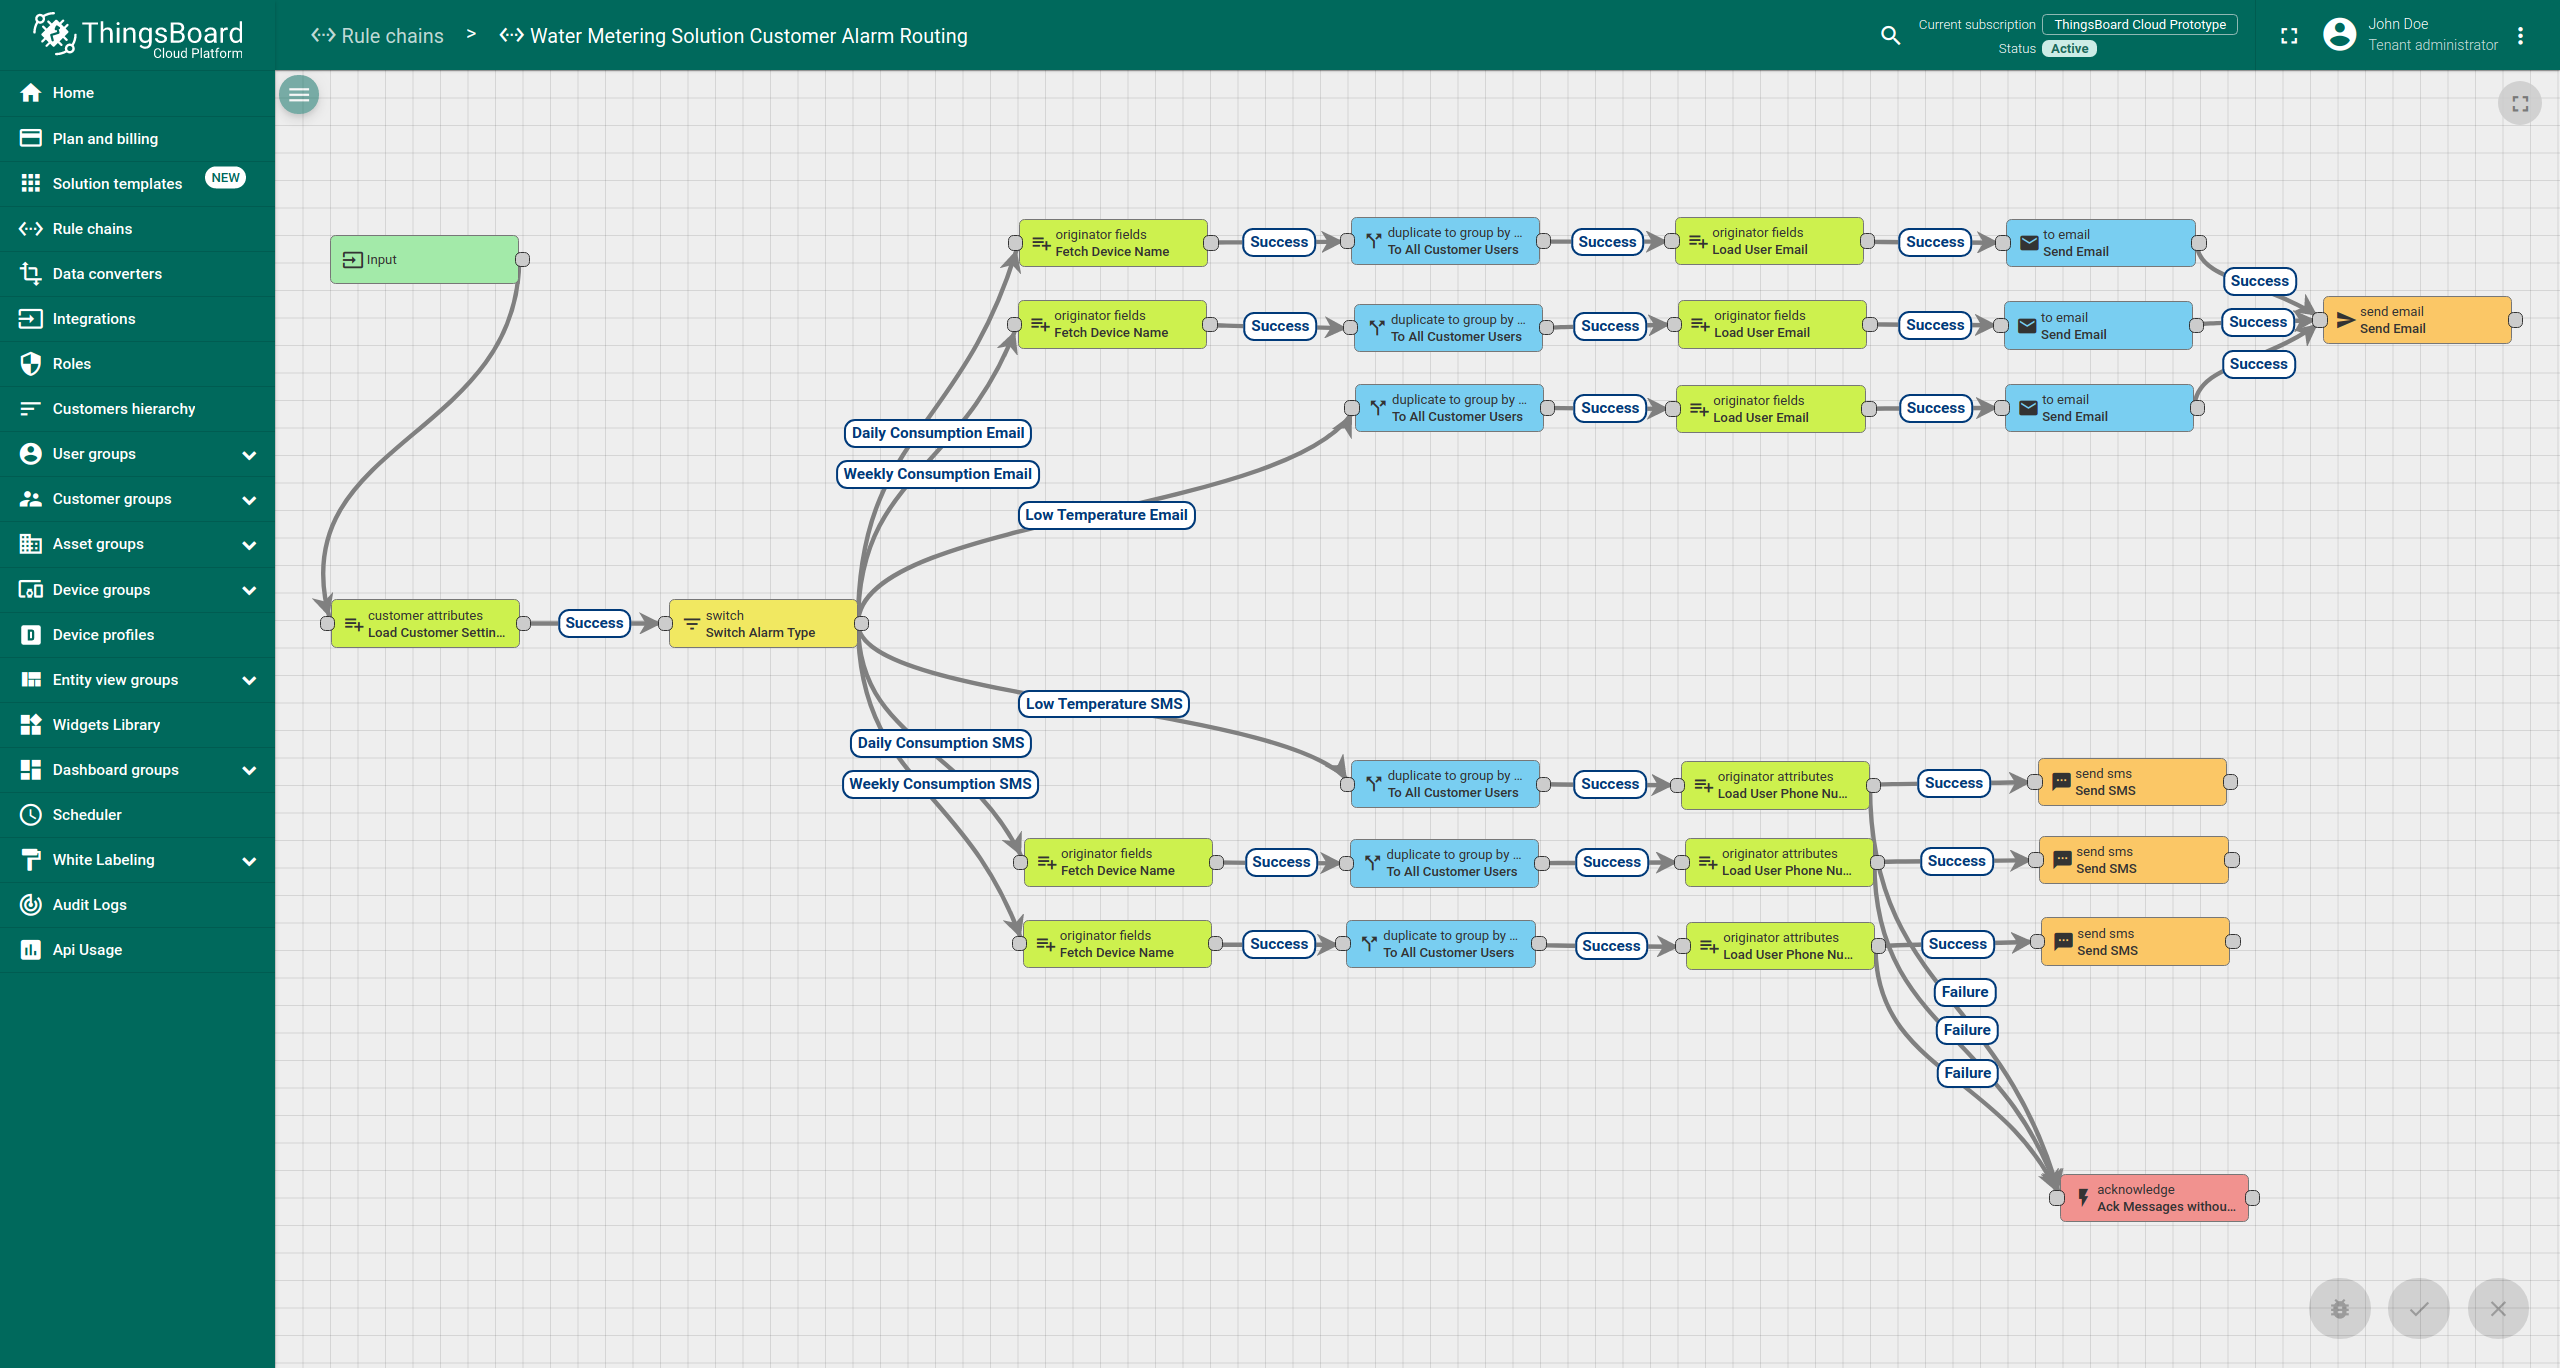 ThingsBoard
Cloud Platform
Rule chains
>
Water Metering Solution Customer Alarm Routing
Current subscription
ThingsBoard Cloud Prototype
Status
Active
John Doe
Tenant administrator
Home
Plan and billing
Solution templates
NEW
Rule chains
Data converters
Integrations
Roles
Customers hierarchy
User groups
Customer groups
Asset groups
Device groups
Device profiles
Entity view groups
Widgets Library
Dashboard groups
Scheduler
White Labeling
Audit Logs
Api Usage
Input
originator fields
Fetch Device Name
Success
duplicate to group by ...
To All Customer Users
Success
originator fields
Load User Email
Success
to email
Send Email
Success
originator fields
Fetch Device Name
Success
duplicate to group by ...
To All Customer Users
Success
originator fields
Load User Email
Success
to email
Send Email
Success
send email
Send Email
duplicate to group by ...
To All Customer Users
Success
originator fields
Load User Email
Success
to email
Send Email
Success
Daily Consumption Email
Weekly Consumption Email
Low Temperature Email
customer attributes
Load Customer Settin...
Success
switch
Switch Alarm Type
Low Temperature SMS
Daily Consumption SMS
Weekly Consumption SMS
duplicate to group by ...
To All Customer Users
Success
originator attributes
Load User Phone Nu...
Success
send sms
Send SMS
originator fields
Fetch Device Name
Success
duplicate to group by ...
To All Customer Users
Success
originator attributes
Load User Phone Nu...
Success
send sms
Send SMS
originator fields
Fetch Device Name
Success
duplicate to group by ...
To All Customer Users
Success
originator attributes
Load User Phone Nu...
Success
send sms
Send SMS
Failure
Failure
Failure
acknowledge
Ack Messages withou...